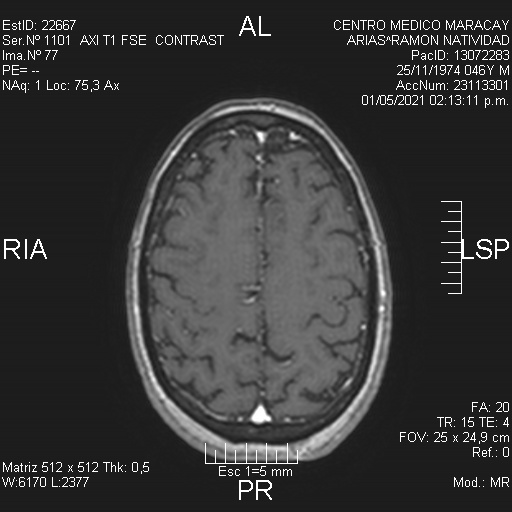 EstID: 22667
Ser.Nº 1101 AXI T1 FSE CONTRAST
Ima.Nº 77
PE= --
NAq: 1 Loc: 75,3 Ax
AL
CENTRO MEDICO MARACAY
ARIAS^RAMON NATIVIDAD
PacID: 13072283
25/11/1974 046Y M
AccNum: 23113301
01/05/2021 02:13:11 p.m.
RIA
LSP
FA: 20
TR: 15 TE: 4
FOV: 25 x 24,9 cm
Ref.: 0
Mod.: MR
Matriz 512 x 512 Thk: 0,5
W:6170 L:2377
Esc 1=5 mm
PR